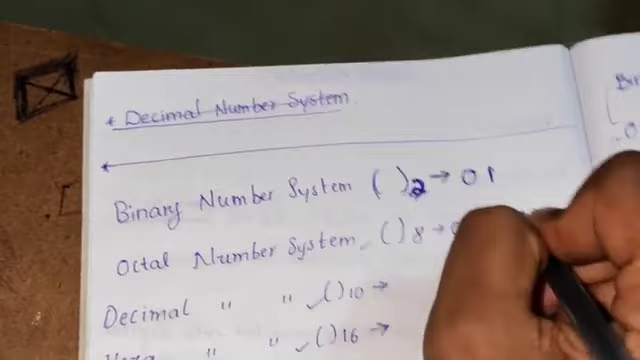 * Decimal Number System
Binary Number System ( )2 → 0 1
Octal Number System ( )8 →
Decimal " " ( )10 →
" " ( )16 →